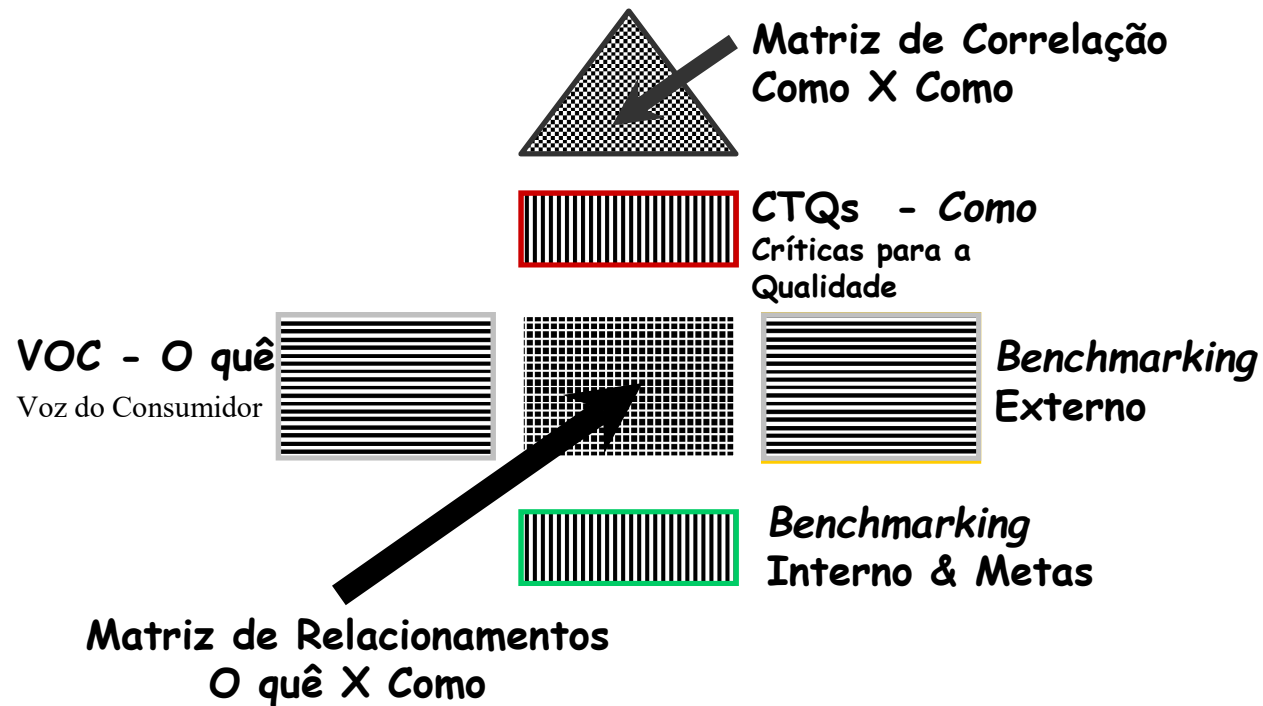 Matriz de Correlação
Como X Como
CTQs - Como
Críticas para a
Qualidade
VOC - O quê
Voz do Consumidor
Benchmarking
Externo
Benchmarking
Interno & Metas
Matriz de Relacionamentos
O quê X Como